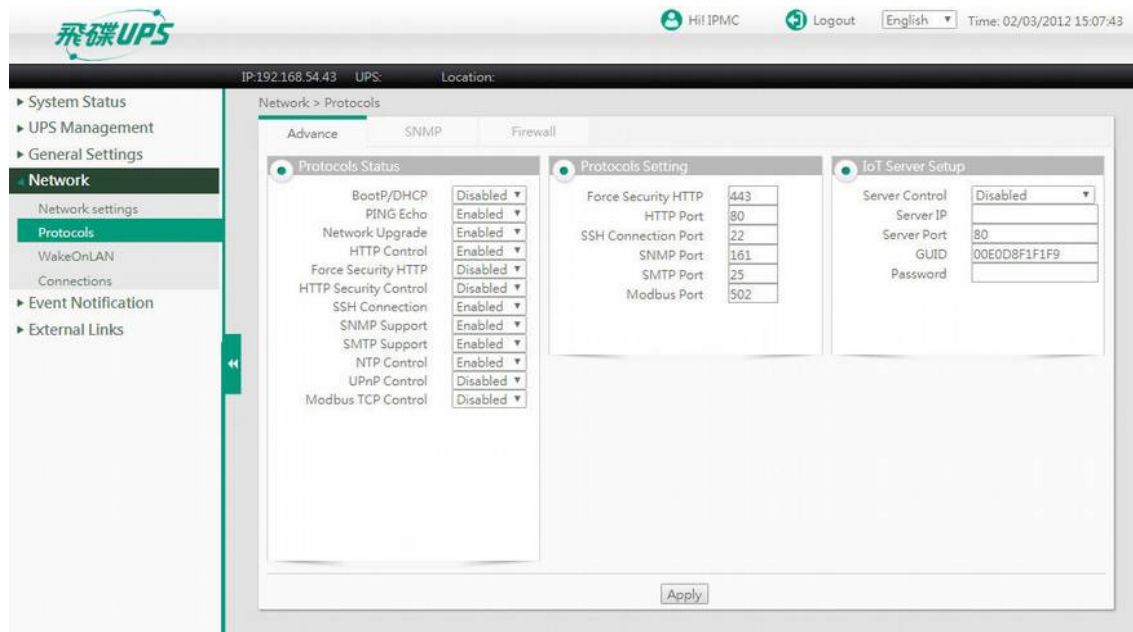 飛碟UPS
Hi! IPMC Logout English Time: 02/03/2012 15:07:43
IP:192.168.54.43 UPS: Location:
System Status
UPS Management
General Settings
Network
Network settings
Protocols
WakeOnLAN
Connections
Event Notification
External Links
Network > Protocols
Advance SNMP Firewall
Protocols Status
BootP/DHCP Disabled
PING Echo Enabled
Network Upgrade Enabled
HTTP Control Enabled
Force Security HTTP Disabled
HTTP Security Control Disabled
SSH Connection Enabled
SNMP Support Enabled
SMTP Support Enabled
NTP Control Enabled
UPnP Control Disabled
Modbus TCP Control Disabled
Protocols Setting
Force Security HTTP 443
HTTP Port 80
SSH Connection Port 22
SNMP Port 161
SMTP Port 25
Modbus Port 502
IoT Server Setup
Server Control Disabled
Server IP
Server Port 80
GUID 00E0D8F1F1F9
Password
Apply